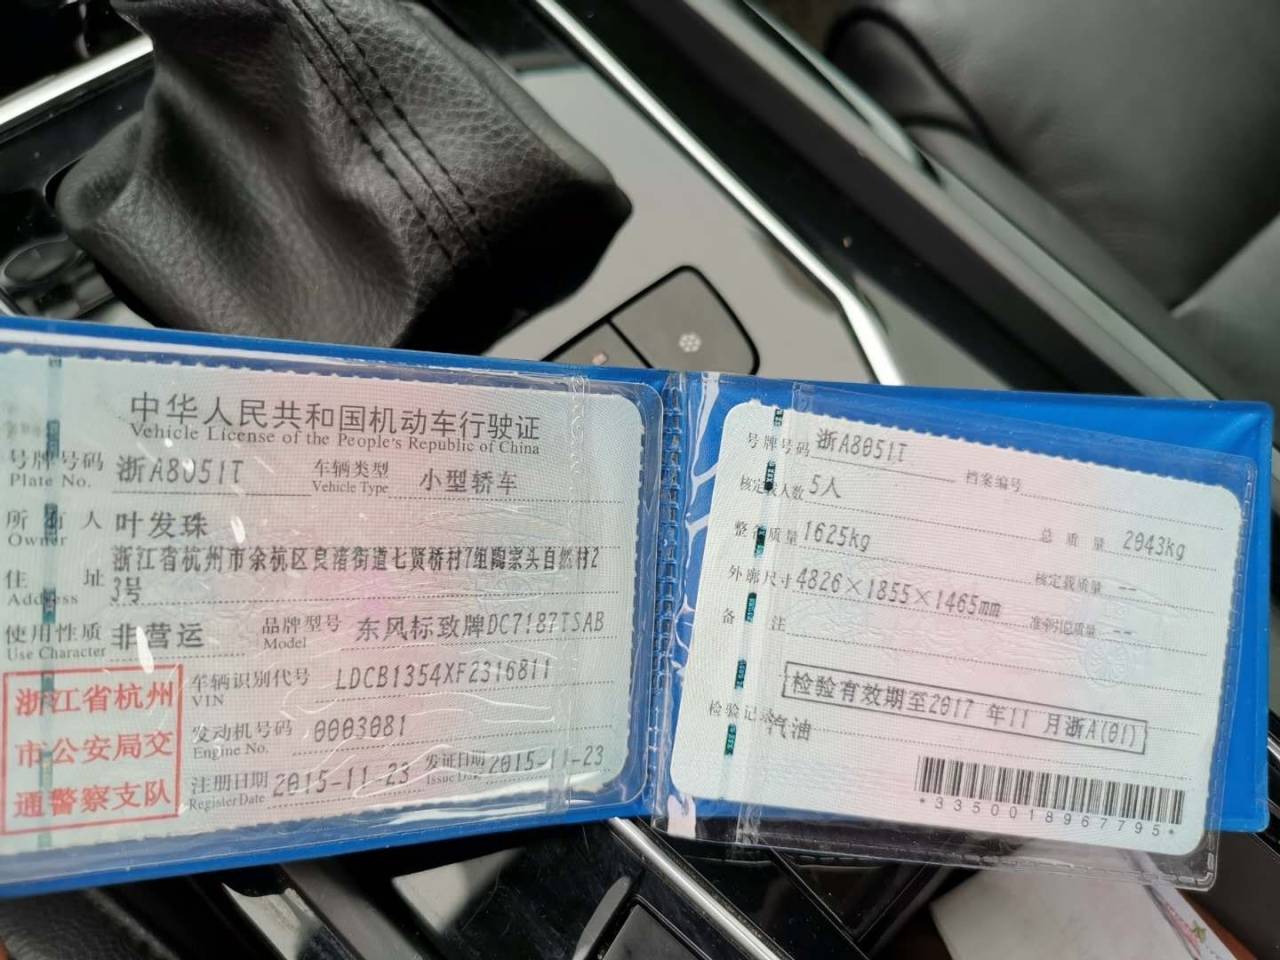 中华人民共和国机动车行驶证
Vehicle License of the People's Republic of China
号牌号码 浙A8051T 车辆类型 小型轿车
Plate No. Vehicle Type
所有人 叶发珠
Owner
住址 浙江省杭州市余杭区良渚街道七贤桥村7组陶家头自然村2
3号
Address
使用性质 非营运 品牌型号 东风标致牌DC7187TSAB
Use Character Model
浙江省杭州
市公安局交
通警察支队
车辆识别代号 LDCB1354XF2316811
VIN
发动机号码 0003081
Engine No.
注册日期 2015-11-23 发证日期 2015-11-23
Register Date Issue Date
号牌号码 浙A8051T 档案编号
核定载人数 5人
整备质量 1625kg 总质量 2043kg
外廓尺寸 4826×1855×1465mm 核定载质量 --
备注 准牵引总质量 --
检验有效期至2017年11月浙A(01)
检验记录 汽油
*3350018967795*